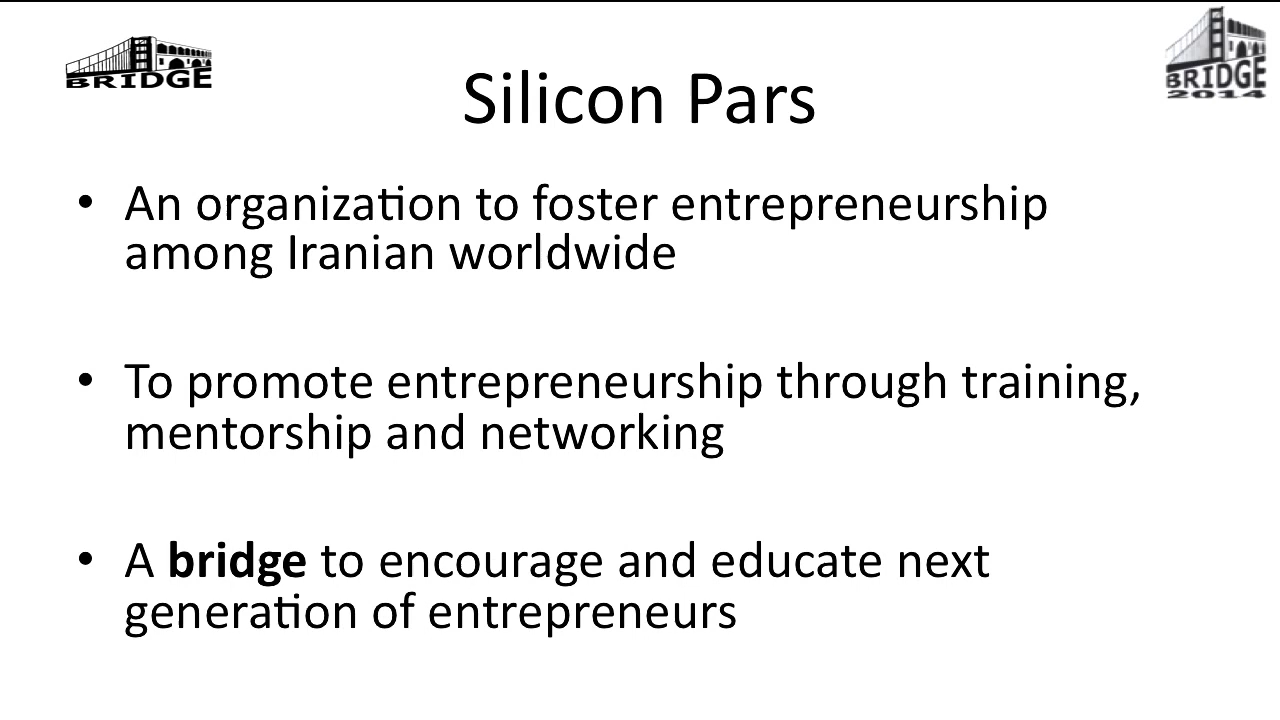 BRIDGE
BRIDGE
2014
Silicon Pars
• An organization to foster entrepreneurship
among Iranian worldwide
• To promote entrepreneurship through training,
mentorship and networking
• A bridge to encourage and educate next
generation of entrepreneurs